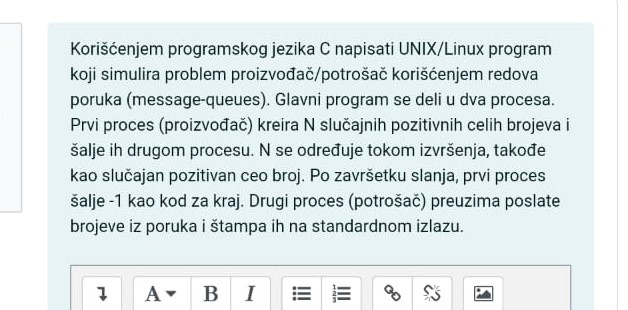 Korišćenjem programskog jezika C napisati UNIX/Linux program
koji simulira problem proizvođač/potrošač korišćenjem redova
poruka (message-queues). Glavni program se deli u dva procesa.
Prvi proces (proizvođač) kreira N slučajnih pozitivnih celih brojeva i
šalje ih drugom procesu. N se određuje tokom izvršenja, takođe
kao slučajan pozitivan ceo broj. Po završetku slanja, prvi proces
šalje -1 kao kod za kraj. Drugi proces (potrošač) preuzima poslate
brojeve iz poruka i štampa ih na standardnom izlazu.
A B I